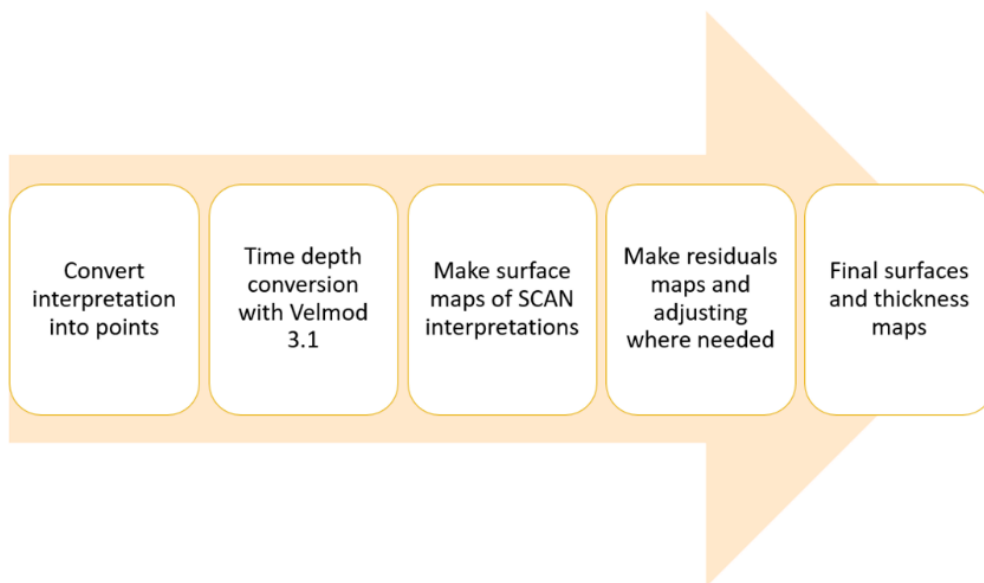 Convert
interpretation
into points
Time depth
conversion
with Velmod
3.1
Make surface
maps of SCAN
interpretations
Make residuals
maps and
adjusting
where needed
Final surfaces
and thickness
maps